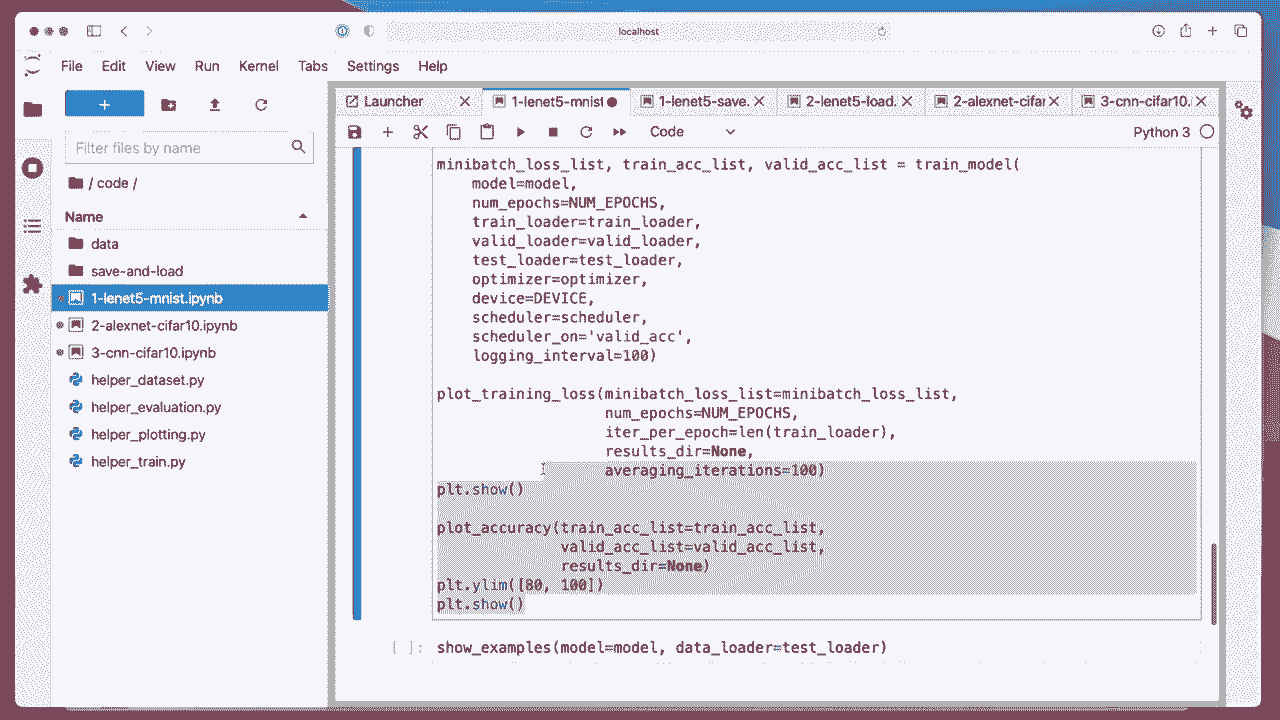 localhost
File Edit View Run Kernel Tabs Settings Help
Launcher 1-lenet5-mnist 1-lenet5-save. 2-lenet5-load. 2-alexnet-cifar 3-cnn-cifar10.
Code Python 3
Filter files by name
/ code /
Name
data
save-and-load
1-lenet5-mnist.ipynb
2-alexnet-cifar10.ipynb
3-cnn-cifar10.ipynb
helper_dataset.py
helper_evaluation.py
helper_plotting.py
helper_train.py
minibatch_loss_list, train_acc_list, valid_acc_list = train_model(
model=model,
num_epochs=NUM_EPOCHS,
train_loader=train_loader,
valid_loader=valid_loader,
test_loader=test_loader,
optimizer=optimizer,
device=DEVICE,
scheduler=scheduler,
scheduler_on='valid_acc',
logging_interval=100)
plot_training_loss(minibatch_loss_list=minibatch_loss_list,
num_epochs=NUM_EPOCHS,
iter_per_epoch=len(train_loader),
results_dir=None,
averaging_iterations=100)
plt.show()
plot_accuracy(train_acc_list=train_acc_list,
valid_acc_list=valid_acc_list,
results_dir=None)
plt.ylim([80, 100])
plt.show()
[ ]: show_examples(model=model, data_loader=test_loader)